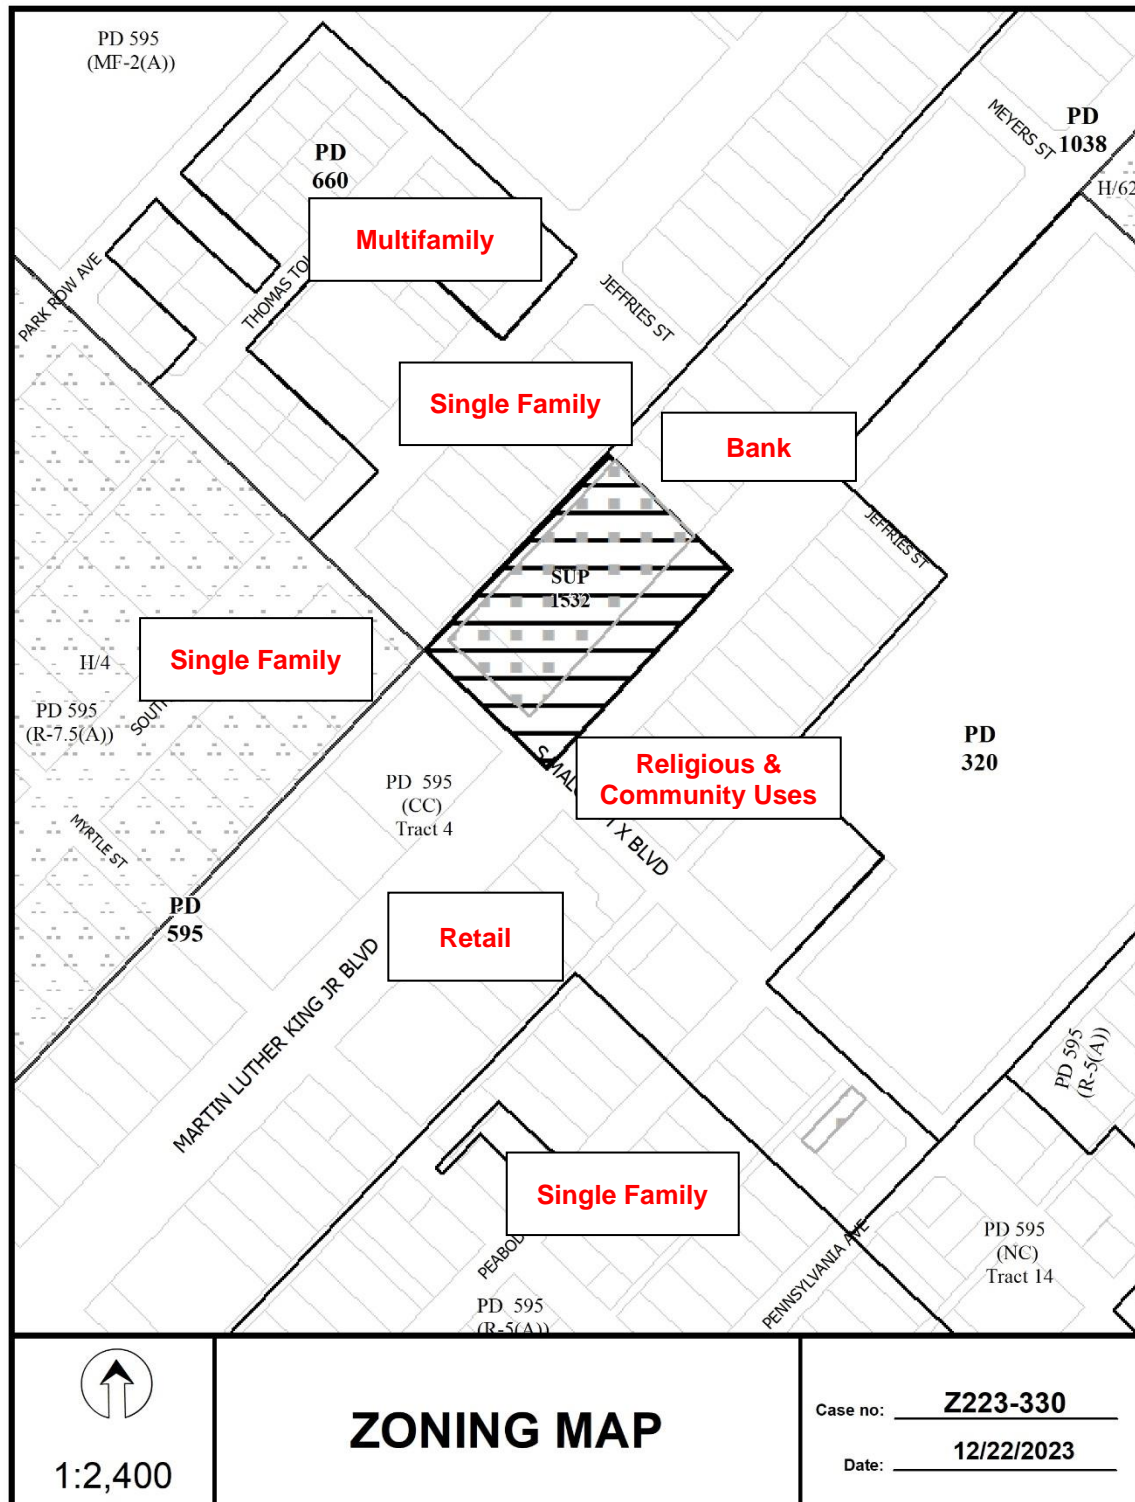 PD 595
(MF-2(A))
PD
660
Multifamily
MEYERS ST
PD
1038
H/62
PARK ROW AVE
THOMAS
JEFFRIES ST
Single Family
Bank
JEFFRIES ST
SUP
1532
Single Family
H/4
PD 595
(R-7.5(A))
MYRTLE ST
PD
595
PD 595
(CC)
Tract 4
S MALC
X BLVD
Religious &
Community Uses
PD
320
Retail
MARTIN LUTHER KING JR BLVD
PD 595
(R-5(A))
Single Family
PEABOD
PD 595
(R-5(A))
PENNSYLVANIA AVE
PD 595
(NC)
Tract 14
1:2,400
ZONING MAP
Case no: Z223-330
Date: 12/22/2023